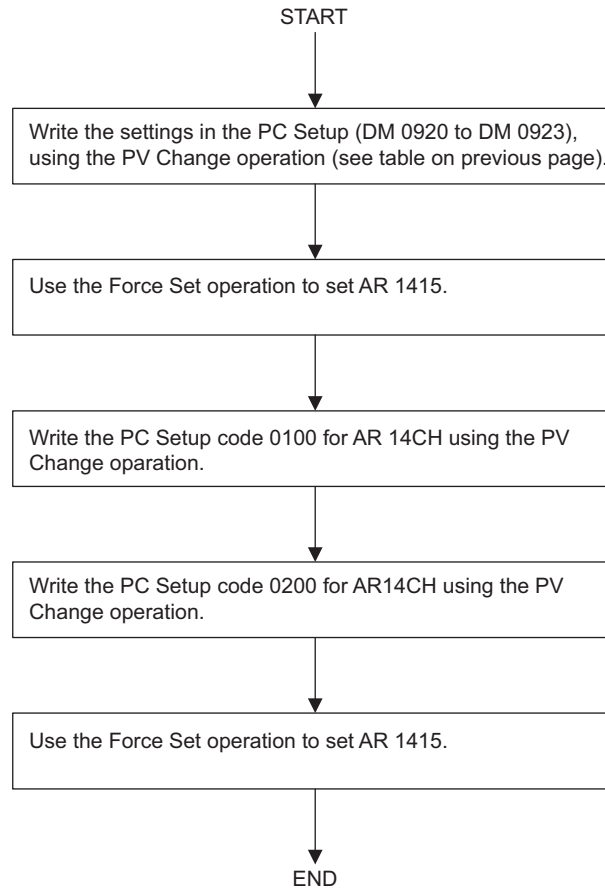 START
Write the settings in the PC Setup (DM 0920 to DM 0923),
using the PV Change operation (see table on previous page).
Use the Force Set operation to set AR 1415.
Write the PC Setup code 0100 for AR 14CH using the PV
Change oparation.
Write the PC Setup code 0200 for AR14CH using the PV
Change operation.
Use the Force Set operation to set AR 1415.
END